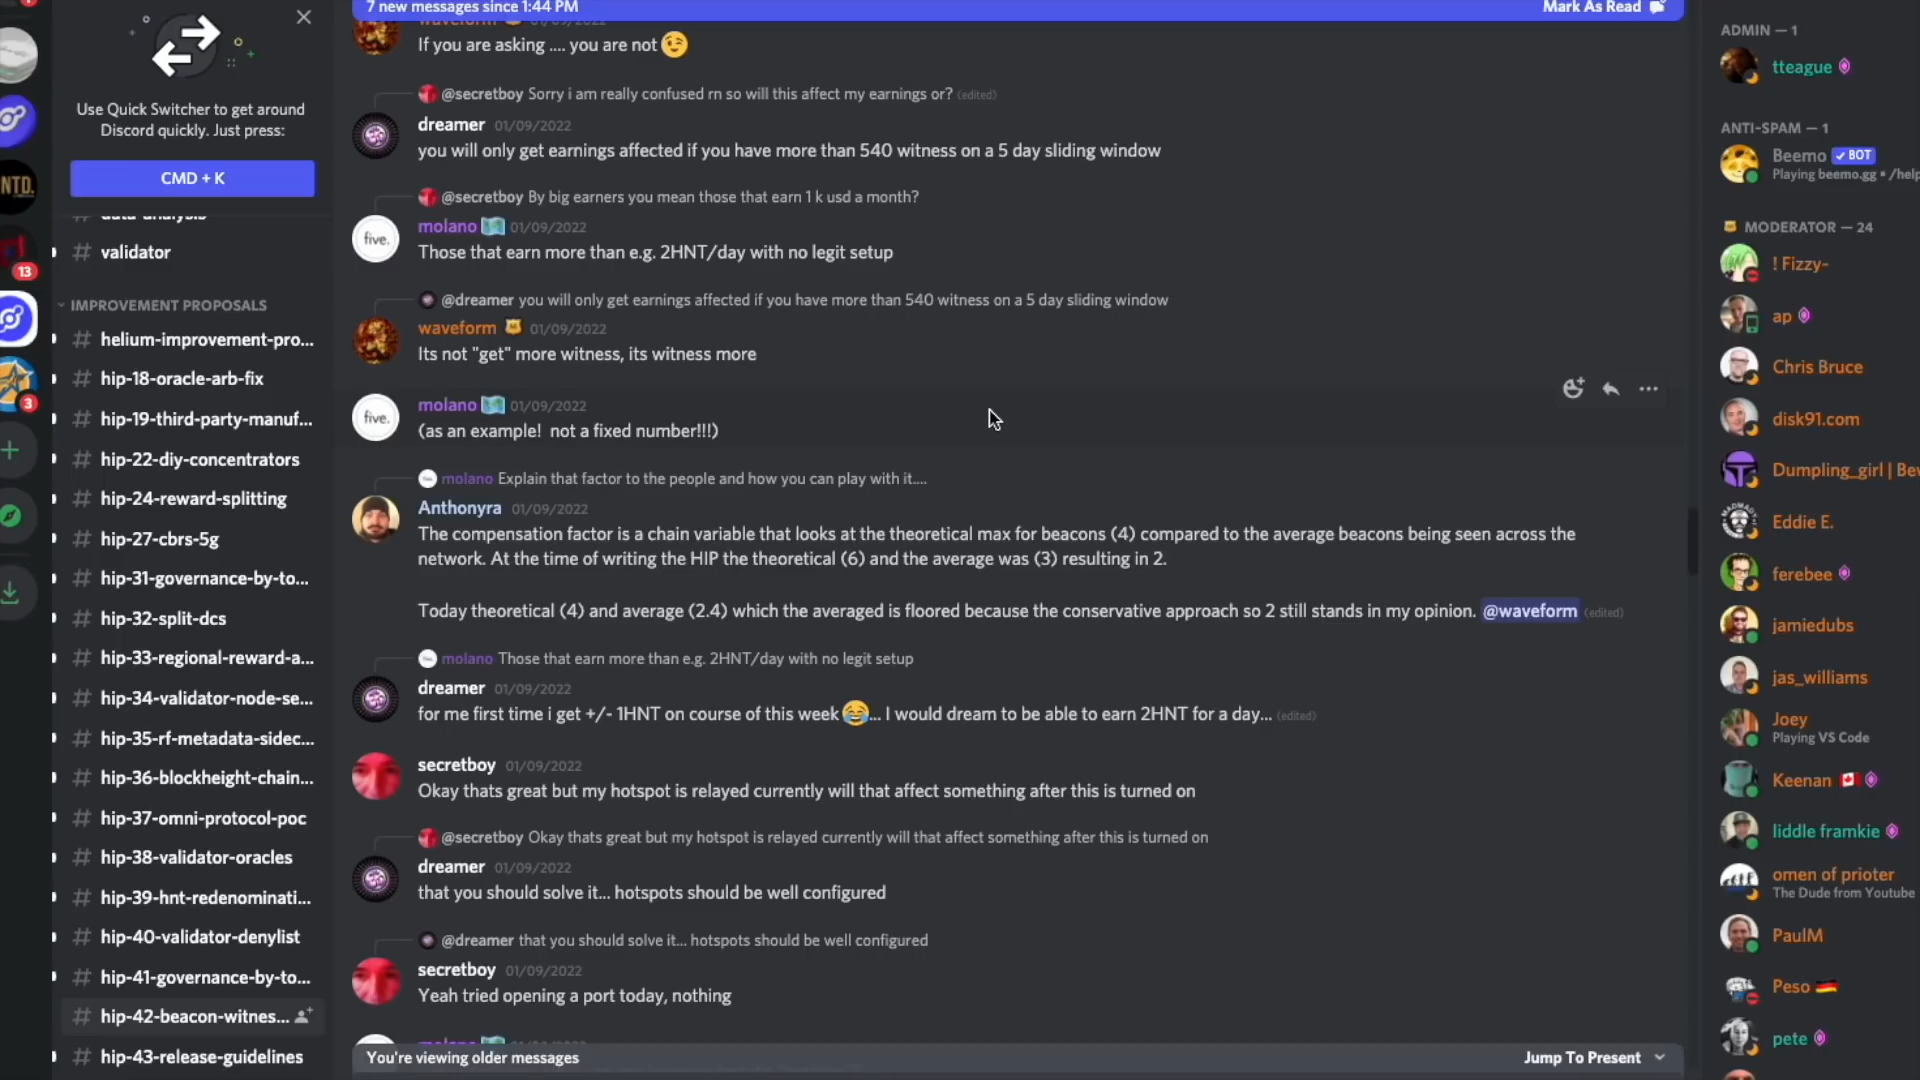 7 new messages since 1:44 PM
Mark As Read
Use Quick Switcher to get around
Discord quickly. Just press:
CMD + K
data-analysis
validator
IMPROVEMENT PROPOSALS
helium-improvement-pro...
hip-18-oracle-arb-fix
hip-19-third-party-manuf...
hip-22-diy-concentrators
hip-24-reward-splitting
hip-27-cbrs-5g
hip-31-governance-by-to...
hip-32-split-dcs
hip-33-regional-reward-a...
hip-34-validator-node-se...
hip-35-rf-metadata-sidec...
hip-36-blockheight-chain...
hip-37-omni-protocol-poc
hip-38-validator-oracles
hip-39-hnt-redenominati...
hip-40-validator-denylist
hip-41-governance-by-to...
hip-42-beacon-witnes...
hip-43-release-guidelines
NTD.
13
3
waveform 01/09/2022
If you are asking .... you are not 😉
@secretboy Sorry i am really confused rn so will this affect my earnings or? (edited)
dreamer 01/09/2022
you will only get earnings affected if you have more than 540 witness on a 5 day sliding window
@secretboy By big earners you mean those that earn 1 k usd a month?
five.
molano 01/09/2022
Those that earn more than e.g. 2HNT/day with no legit setup
@dreamer you will only get earnings affected if you have more than 540 witness on a 5 day sliding window
waveform 01/09/2022
Its not "get" more witness, its witness more
five.
molano 01/09/2022
(as an example! not a fixed number!!!)
molano Explain that factor to the people and how you can play with it....
Anthonyra 01/09/2022
The compensation factor is a chain variable that looks at the theoretical max for beacons (4) compared to the average beacons being seen across the
network. At the time of writing the HIP the theoretical (6) and the average was (3) resulting in 2.
Today theoretical (4) and average (2.4) which the averaged is floored because the conservative approach so 2 still stands in my opinion. @waveform (edited)
molano Those that earn more than e.g. 2HNT/day with no legit setup
dreamer 01/09/2022
for me first time i get +/- 1HNT on course of this week 😂... I would dream to be able to earn 2HNT for a day... (edited)
secretboy 01/09/2022
Okay thats great but my hotspot is relayed currently will that affect something after this is turned on
@secretboy Okay thats great but my hotspot is relayed currently will that affect something after this is turned on
dreamer 01/09/2022
that you should solve it... hotspots should be well configured
@dreamer that you should solve it... hotspots should be well configured
secretboy 01/09/2022
Yeah tried opening a port today, nothing
You're viewing older messages
Jump To Present
ADMIN — 1
tteague
ANTI-SPAM — 1
Beemo ✓ BOT
Playing beemo.gg • /help
MODERATOR — 24
! Fizzy~
ap
Chris Bruce
disk91.com
Dumpling_girl | Bev
Eddie E.
ferebee
jamiedubs
jas_williams
Joey
Playing VS Code
Keenan
liddle framkie
omen of prioter
The Dude from Youtube
PaulM
Peso
pete